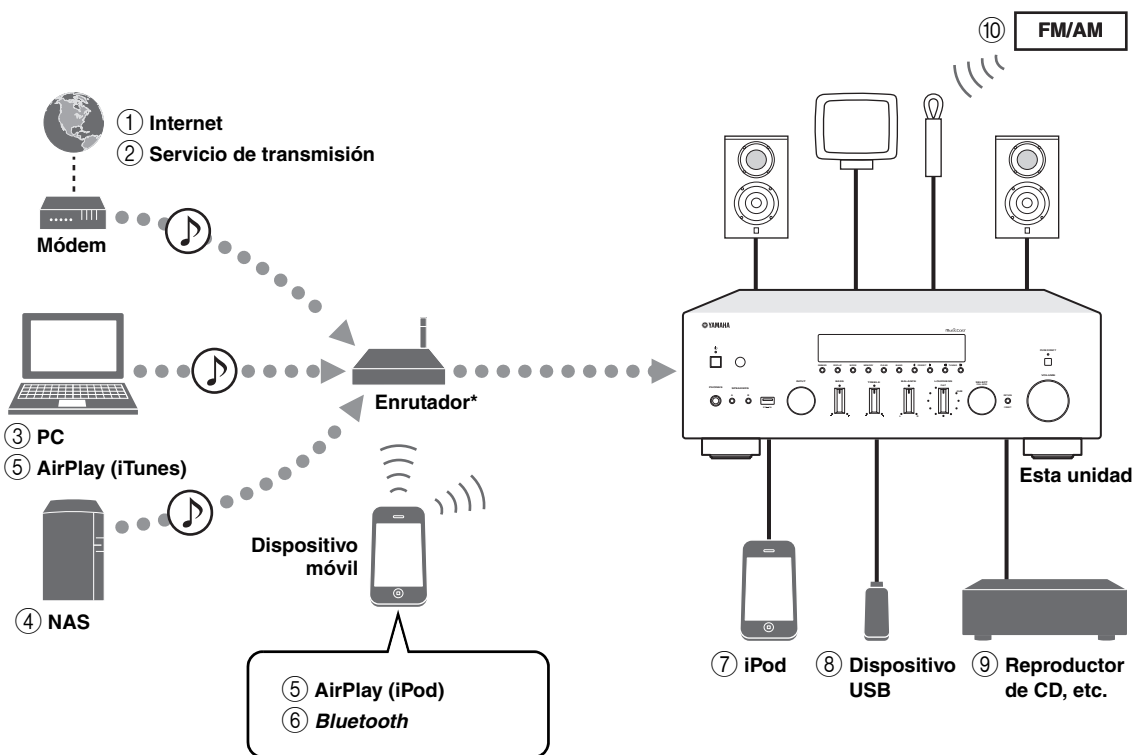 ⑩ FM/AM
① Internet
② Servicio de transmisión
Módem
Enrutador*
③ PC
⑤ AirPlay (iTunes)
④ NAS
Dispositivo
móvil
⑤ AirPlay (iPod)
⑥ Bluetooth
YAMAHA
Esta unidad
⑦ iPod
⑧ Dispositivo
USB
⑨ Reproductor
de CD, etc.